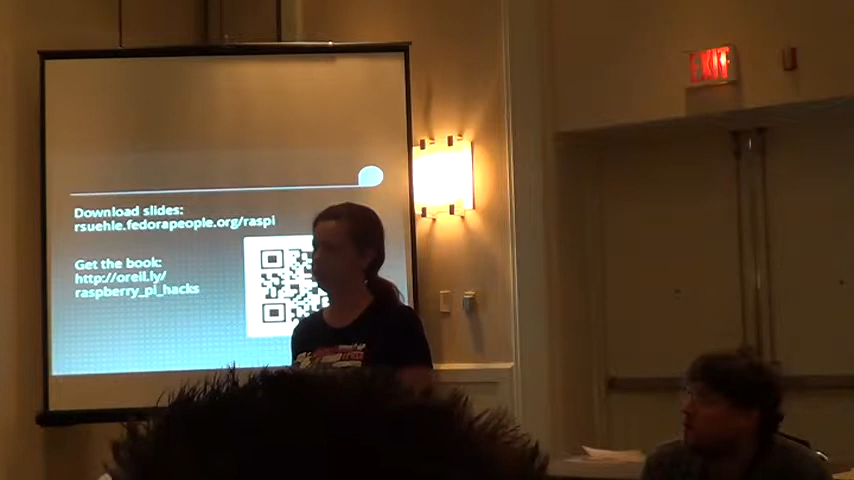 EXIT
Download slides:
rsuehle.fedorapeople.org/raspi
Get the book:
http://oreil.ly/
raspberry_pi_hacks